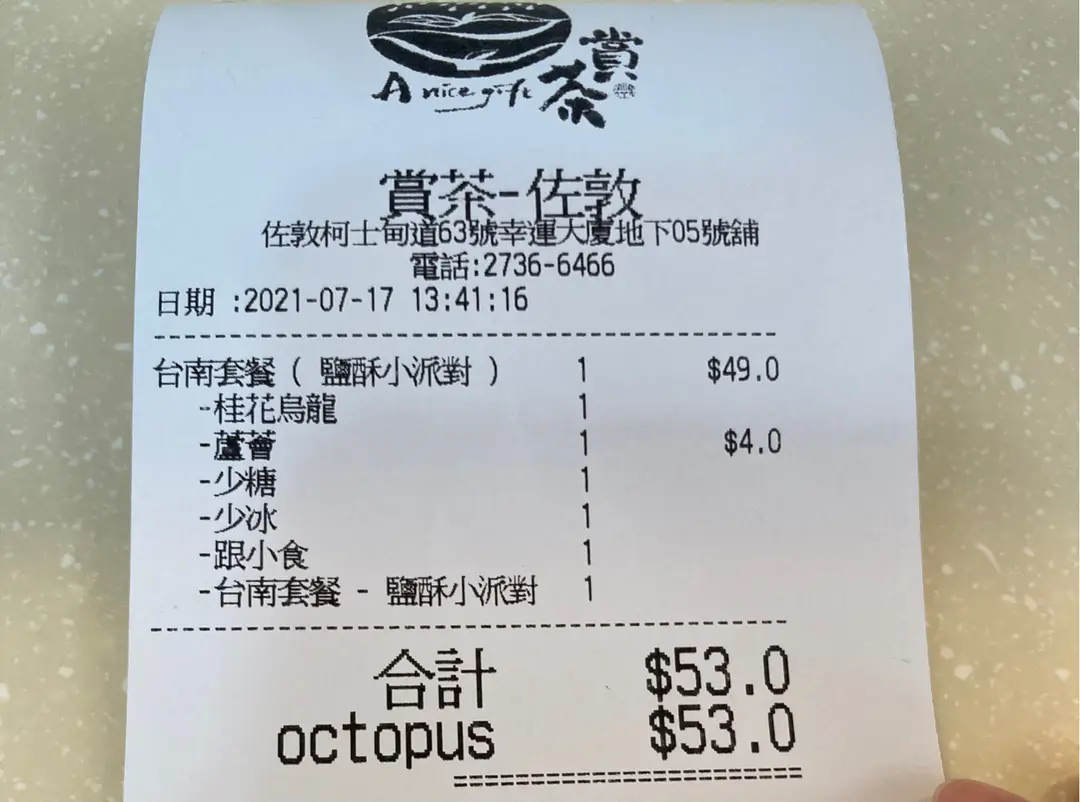 A nice gift 賞茶
賞茶-佐敦
佐敦柯士甸道63號幸運大廈地下05號舖
電話:2736-6466
日期 :2021-07-17 13:41:16
台南套餐 ( 鹽酥小派對 ) 1 $49.0
-桂花烏龍 1
-蘆薈 1 $4.0
-少糖 1
-少冰 1
-跟小食 1
-台南套餐 - 鹽酥小派對 1
合計 $53.0
octopus $53.0